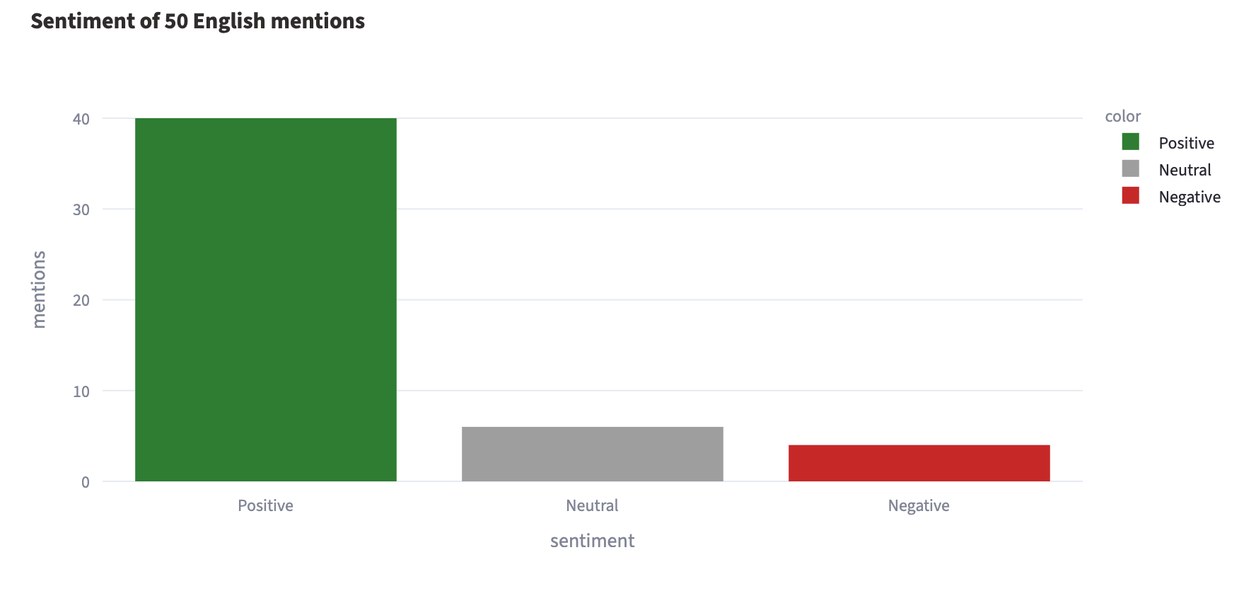 Sentiment of 50 English mentions
color
Positive
Neutral
Negative
mentions
40
30
20
10
0
Positive
Neutral
Negative
sentiment